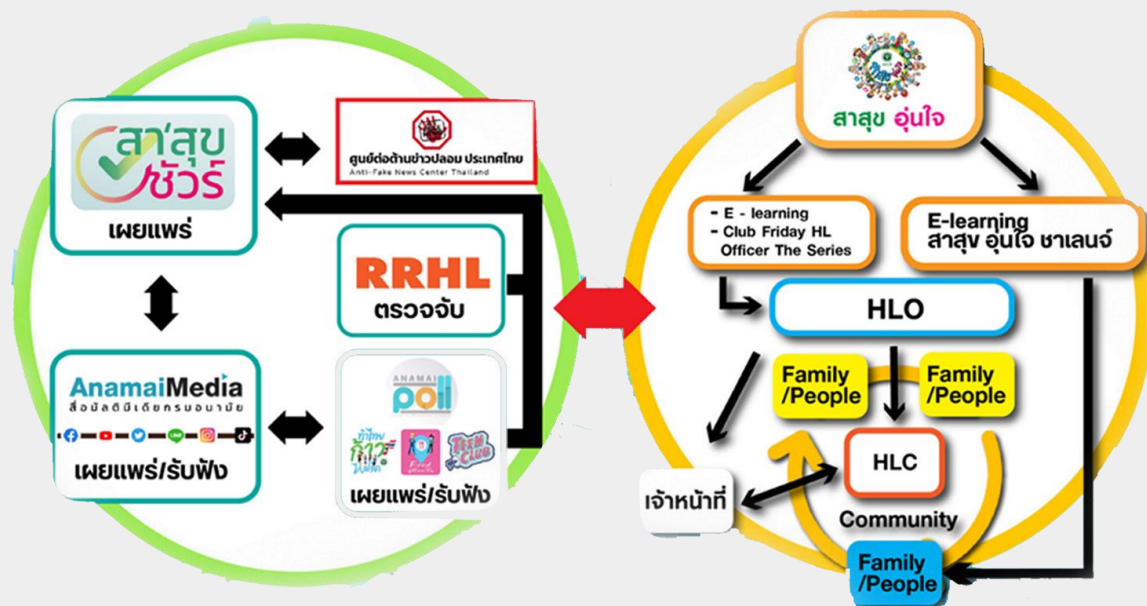 สา'สุข
ชัวร์
เผยแพร่
ศูนย์ต่อต้านข่าวปลอม ประเทศไทย
Anti-Fake News Center Thailand
RRHL
ตรวจจับ
AnamaiMedia
สื่อมัลติมีเดียกรมอนามัย
เผยแพร่/รับฟัง
ANAMAI
poll
ก้าว
TEEN
CLUB
เผยแพร่/รับฟัง
สาสุข อุ่นใจ
- E - learning
- Club Friday HL
Officer The Series
E-learning
สาสุข อุ่นใจ ชาเลนจ์
HLO
Family
/People
Family
/People
HLC
เจ้าหน้าที่
Community
Family
/People